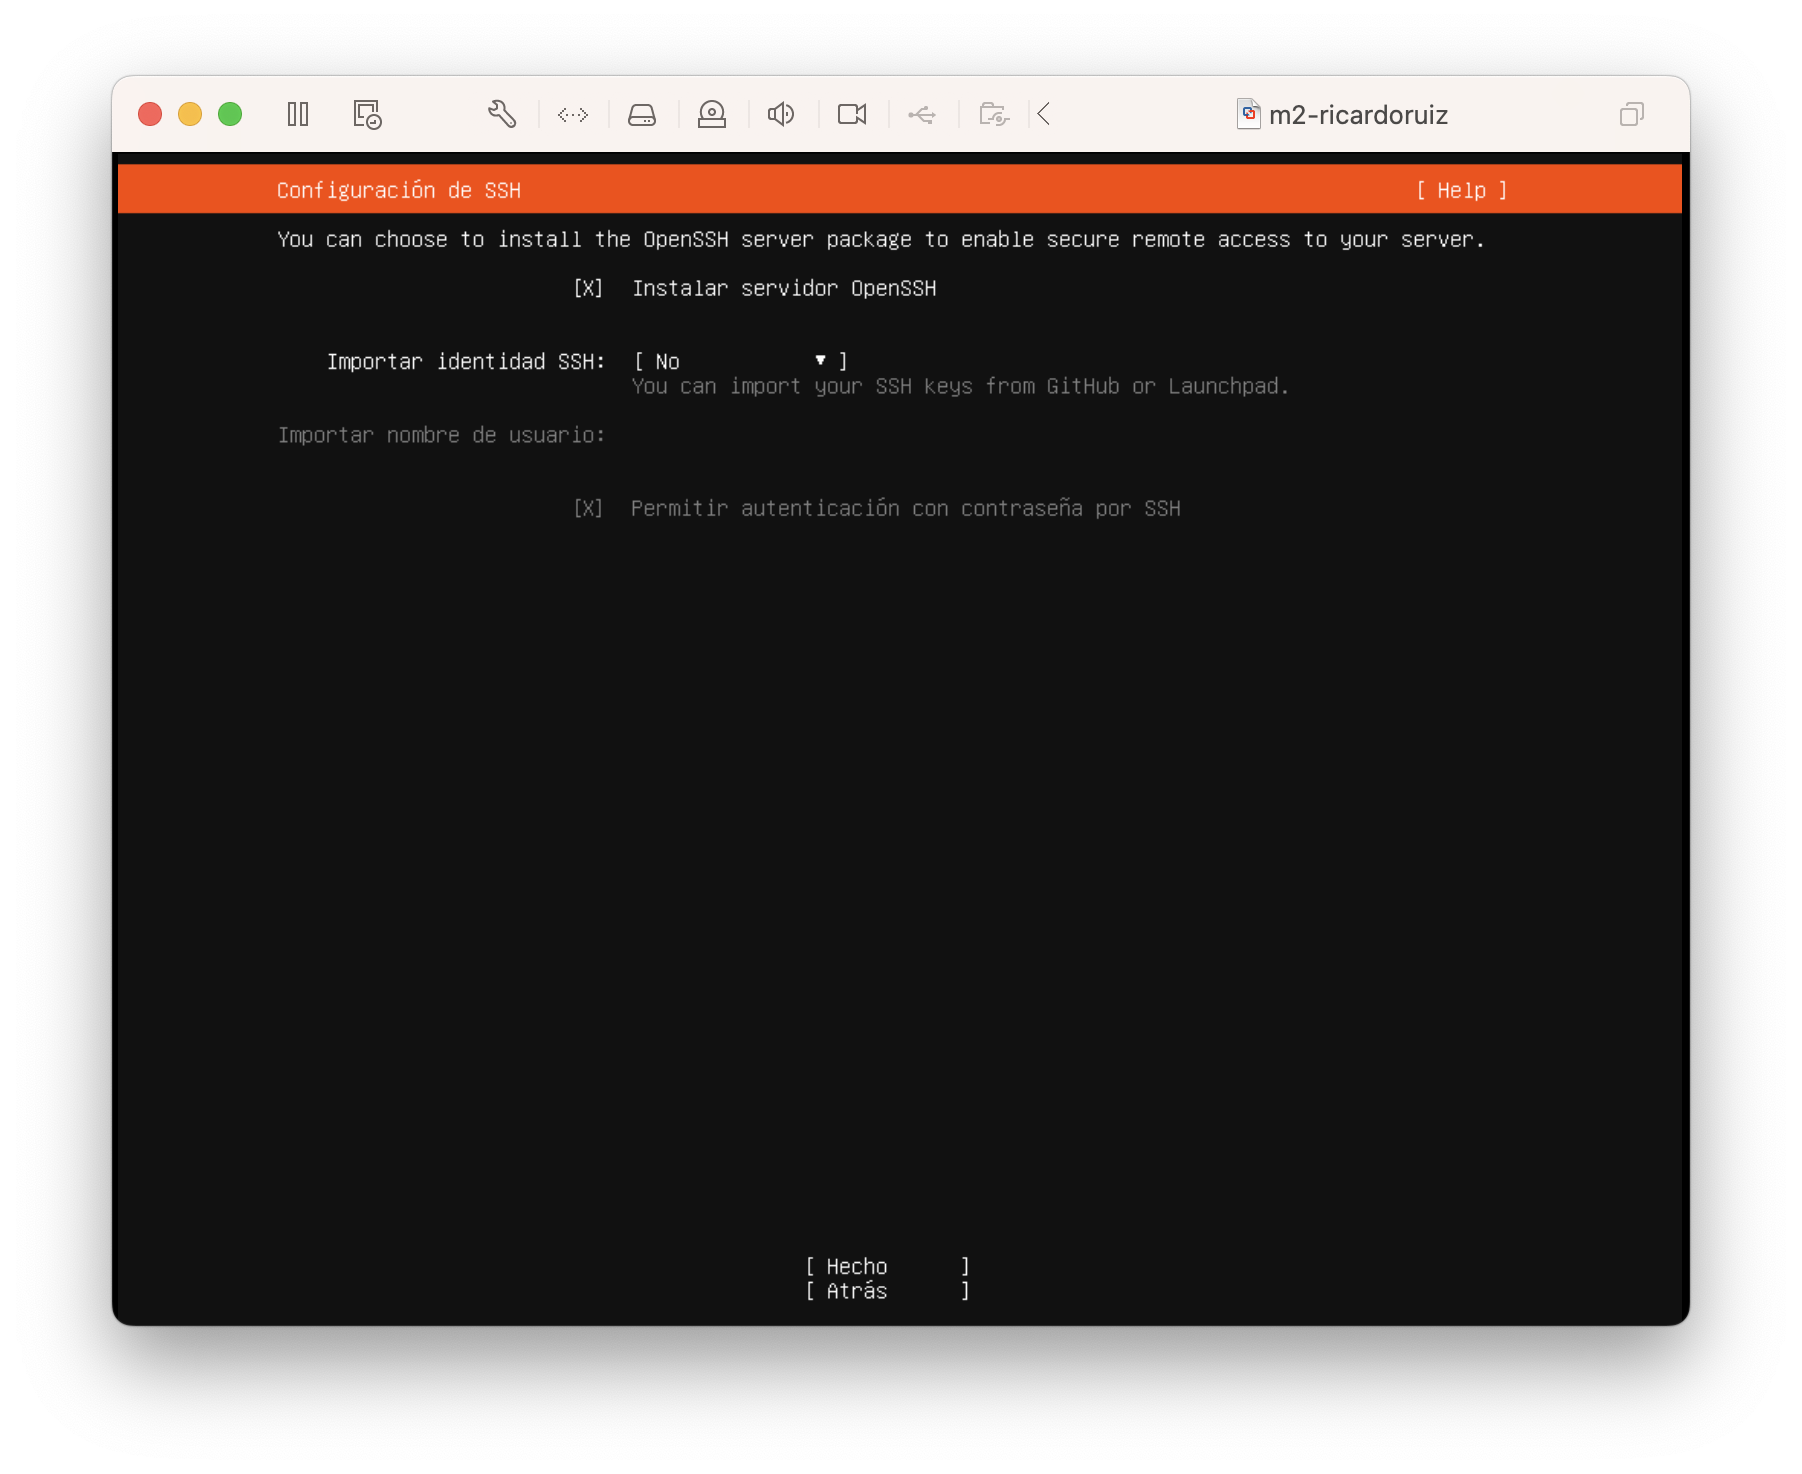 m2-ricardoruiz
Configuración de SSH [ Help ]
You can choose to install the OpenSSH server package to enable secure remote access to your server.
[X] Instalar servidor OpenSSH
Importar identidad SSH: [ No ▾ ]
You can import your SSH keys from GitHub or Launchpad.
Importar nombre de usuario:
[X] Permitir autenticación con contraseña por SSH
[ Hecho ]
[ Atrás ]